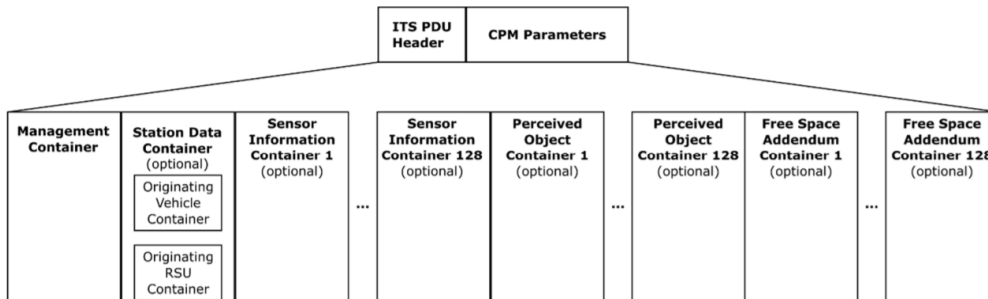 ITS PDU
Header
CPM Parameters
Management
Container
Station Data
Container
(optional)
Originating
Vehicle
Container
Originating
RSU
Container
Sensor
Information
Container 1
(optional)
...
Sensor
Information
Container 128
(optional)
Perceived
Object
Container 1
(optional)
...
Perceived
Object
Container 128
(optional)
Free Space
Addendum
Container 1
(optional)
...
Free Space
Addendum
Container 128
(optional)